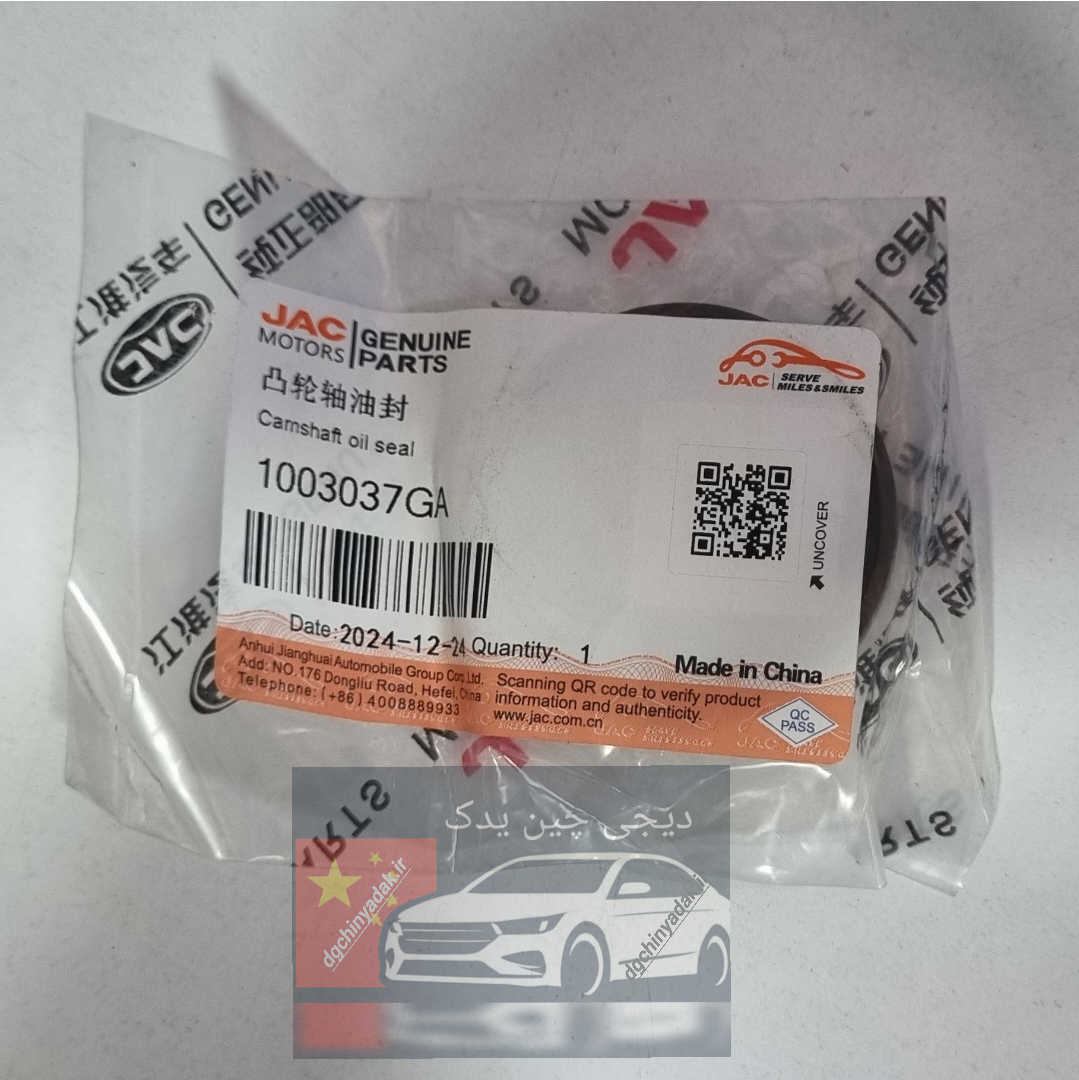 JAC
MOTORS
GENUINE
PARTS
JAC
SERVE
MILES&SMILES
凸轮轴油封
Camshaft oil seal
1003037GA
UNCOVER
Date:2024-12-24 Quantity: 1
Made in China
Anhui Jianghuai Automobile Group Corp.Ltd.
Add: NO.176 Dongliu Road, Hefei, China
Telephone: (+86) 4008889933
Scanning QR code to verify product
information and authenticity.
www.jac.com.cn
QC
PASS
دیجی چین یدک
dgchinyadak.ir
dgchinyadak.ir